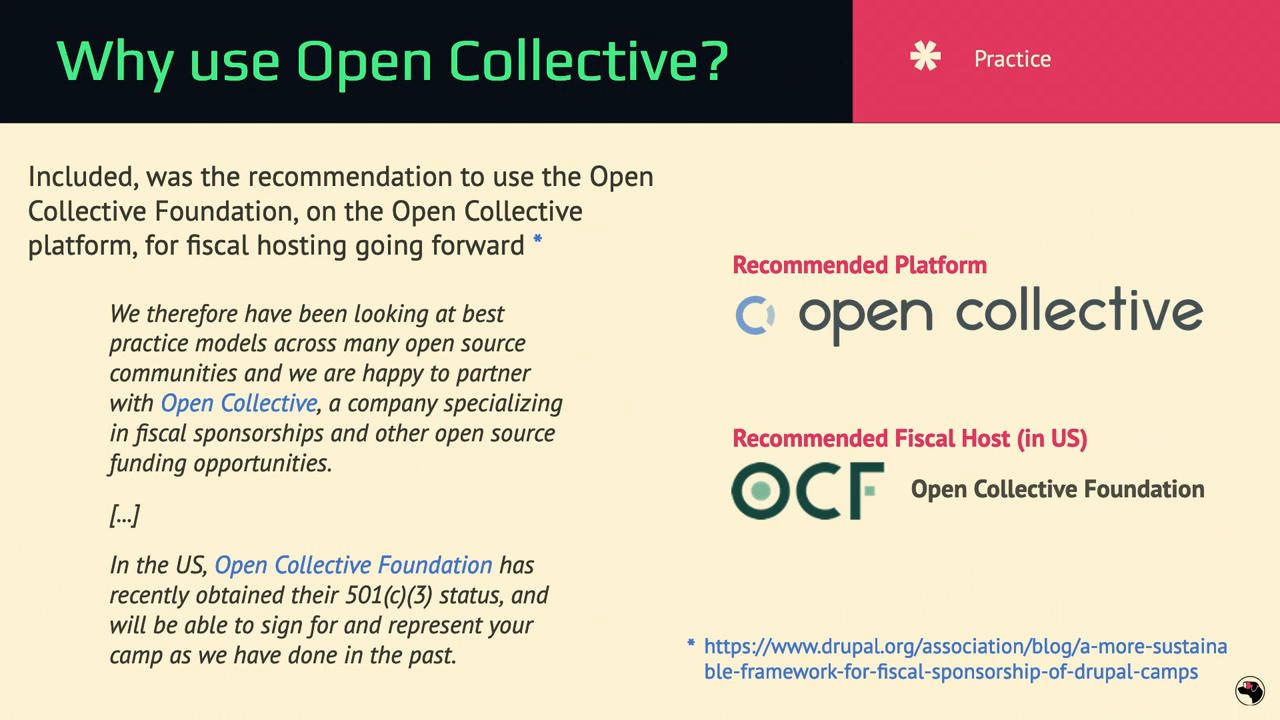 Why use Open Collective?
* Practice
Included, was the recommendation to use the Open
Collective Foundation, on the Open Collective
platform, for fiscal hosting going forward *
We therefore have been looking at best
practice models across many open source
communities and we are happy to partner
with Open Collective, a company specializing
in fiscal sponsorships and other open source
funding opportunities.
[...]
In the US, Open Collective Foundation has
recently obtained their 501(c)(3) status, and
will be able to sign for and represent your
camp as we have done in the past.
Recommended Platform
open collective
Recommended Fiscal Host (in US)
OCF Open Collective Foundation
* https://www.drupal.org/association/blog/a-more-sustaina
ble-framework-for-fiscal-sponsorship-of-drupal-camps